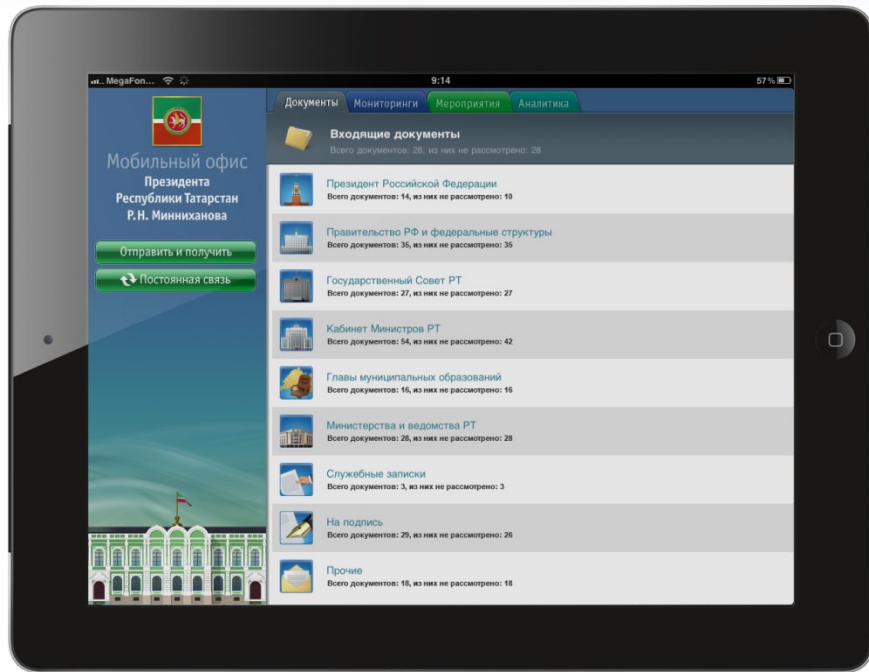 MegaFon...
9:14
57%
Мобильный офис
Президента
Республики Татарстан
Р.Н. Минниханова
Отправить и получить
Постоянная связь
Документы
Мониторинги
Мероприятия
Аналитика
Входящие документы
Всего документов: 28, из них не рассмотрено: 28
Президент Российской Федерации
Всего документов: 14, из них не рассмотрено: 10
Правительство РФ и федеральные структуры
Всего документов: 35, из них не рассмотрено: 35
Государственный Совет РТ
Всего документов: 27, из них не рассмотрено: 27
Кабинет Министров РТ
Всего документов: 54, из них не рассмотрено: 42
Главы муниципальных образований
Всего документов: 16, из них не рассмотрено: 16
Министерства и ведомства РТ
Всего документов: 28, из них не рассмотрено: 28
Служебные записки
Всего документов: 3, из них не рассмотрено: 3
На подпись
Всего документов: 29, из них не рассмотрено: 26
Прочие
Всего документов: 18, из них не рассмотрено: 18